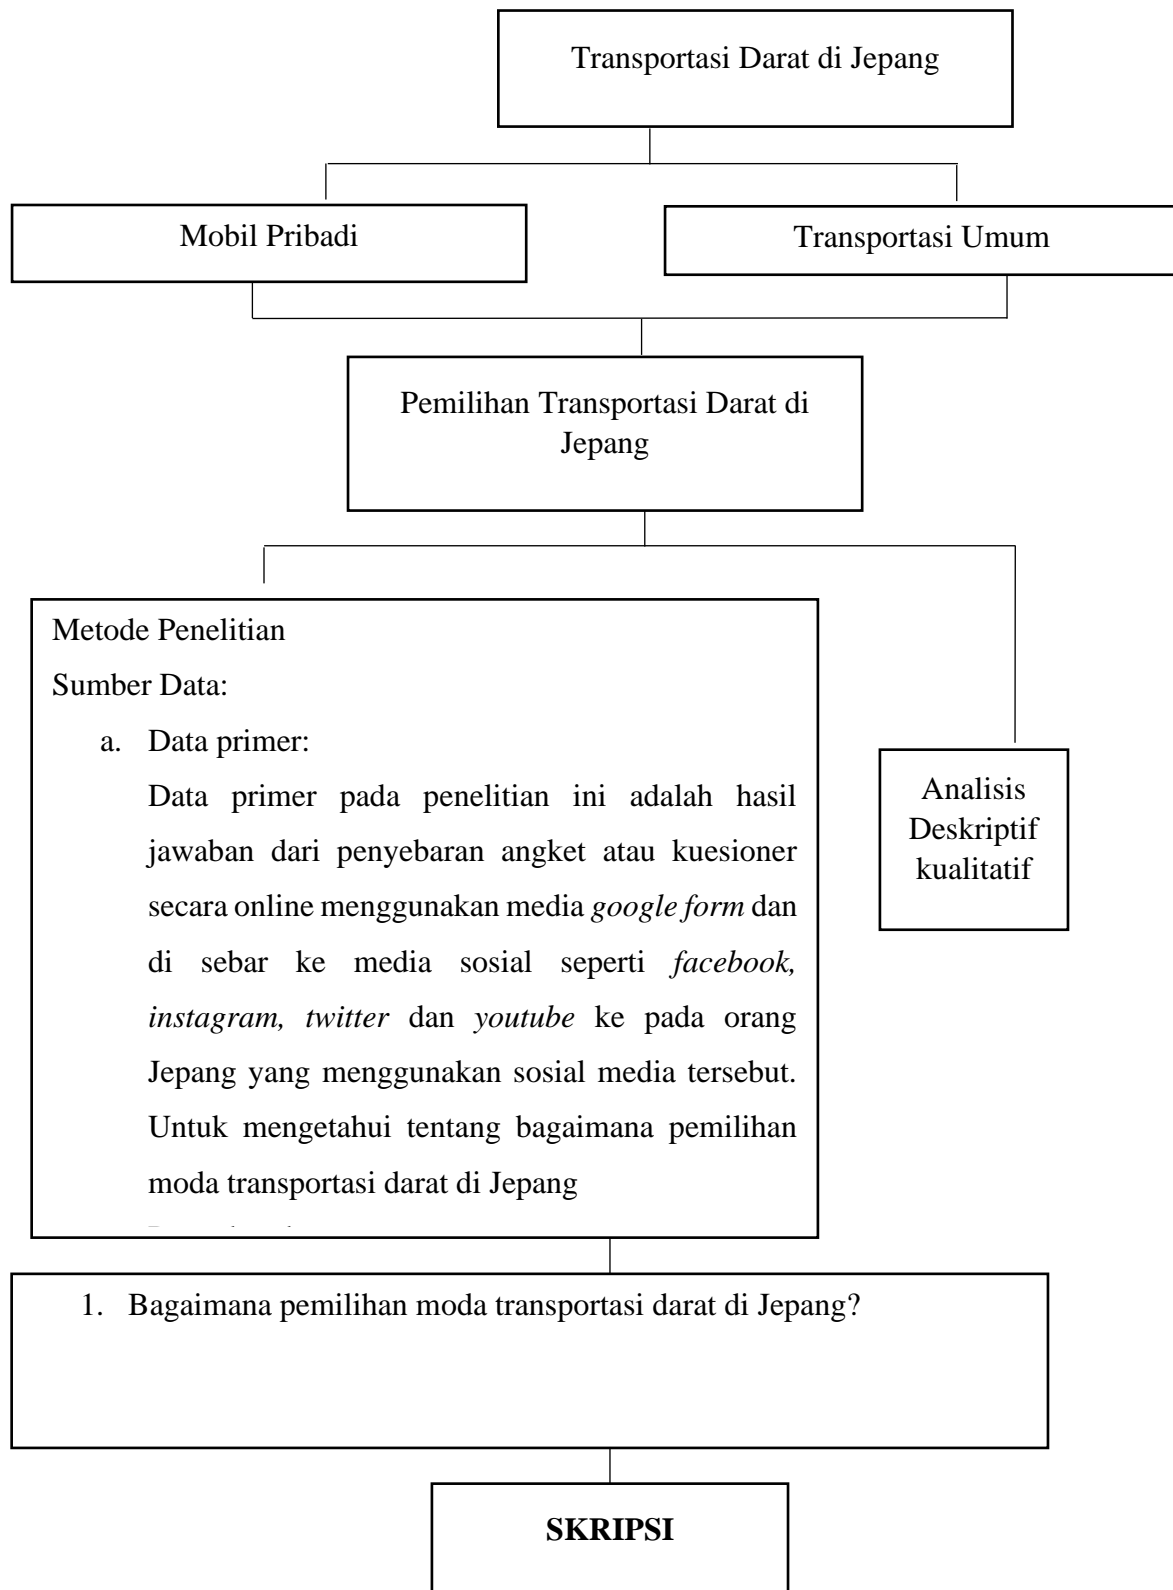 Transportasi Darat di Jepang
Mobil Pribadi
Transportasi Umum
Pemilihan Transportasi Darat di
Jepang
Metode Penelitian
Sumber Data:
a. Data primer:
Data primer pada penelitian ini adalah hasil
jawaban dari penyebaran angket atau kuesioner
secara online menggunakan media google form dan
di sebar ke media sosial seperti facebook,
instagram, twitter dan youtube ke pada orang
Jepang yang menggunakan sosial media tersebut.
Untuk mengetahui tentang bagaimana pemilihan
moda transportasi darat di Jepang
Analisis
Deskriptif
kualitatif
1. Bagaimana pemilihan moda transportasi darat di Jepang?
SKRIPSI